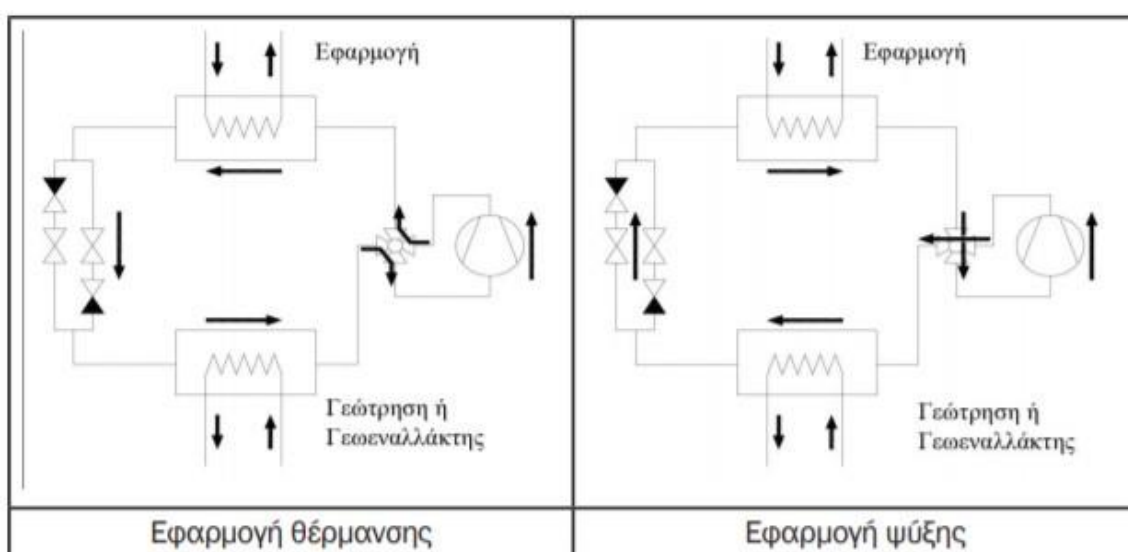 Εφαρμογή
Εφαρμογή
Γεώτρηση ή
Γεωεναλλάκτης
Γεώτρηση ή
Γεωεναλλάκτης
Εφαρμογή θέρμανσης
Εφαρμογή ψύξης